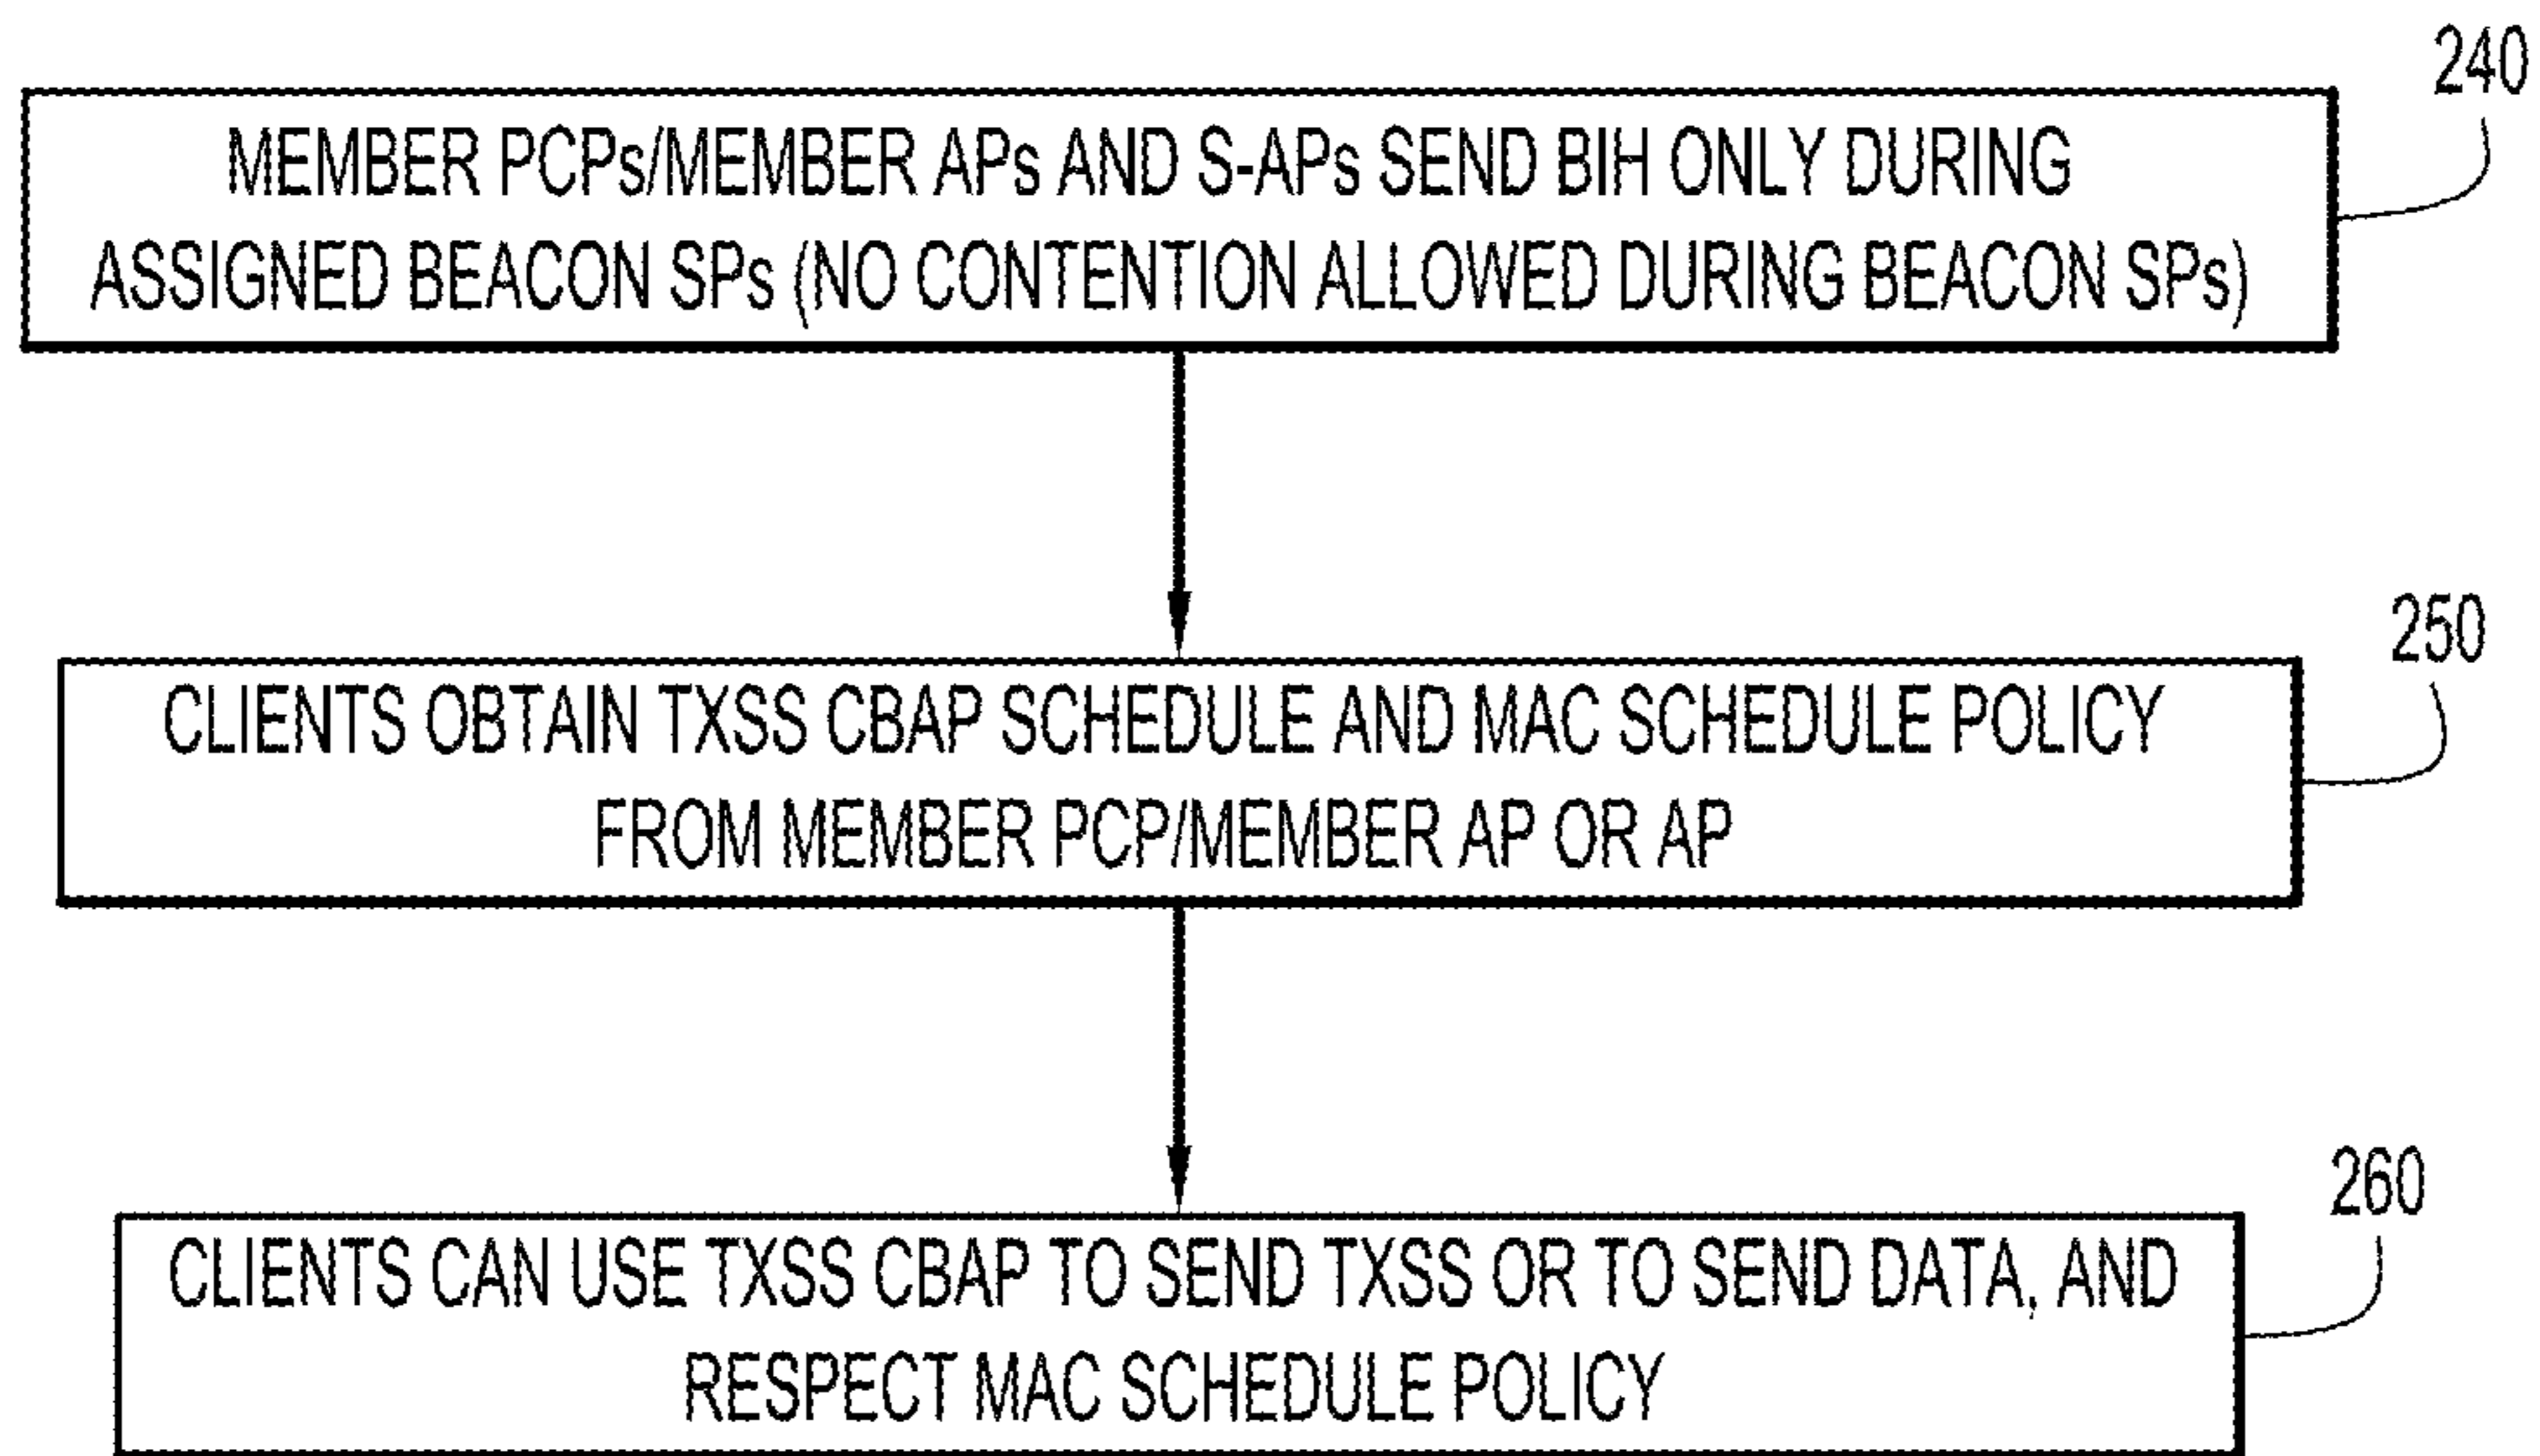 240
MEMBER PCPs/MEMBER APs AND S-APs SEND BIH ONLY DURING
ASSIGNED BEACON SPs (NO CONTENTION ALLOWED DURING BEACON SPs)
250
CLIENTS OBTAIN TXSS CBAP SCHEDULE AND MAC SCHEDULE POLICY
FROM MEMBER PCP/MEMBER AP OR AP
260
CLIENTS CAN USE TXSS CBAP TO SEND TXSS OR TO SEND DATA, AND
RESPECT MAC SCHEDULE POLICY